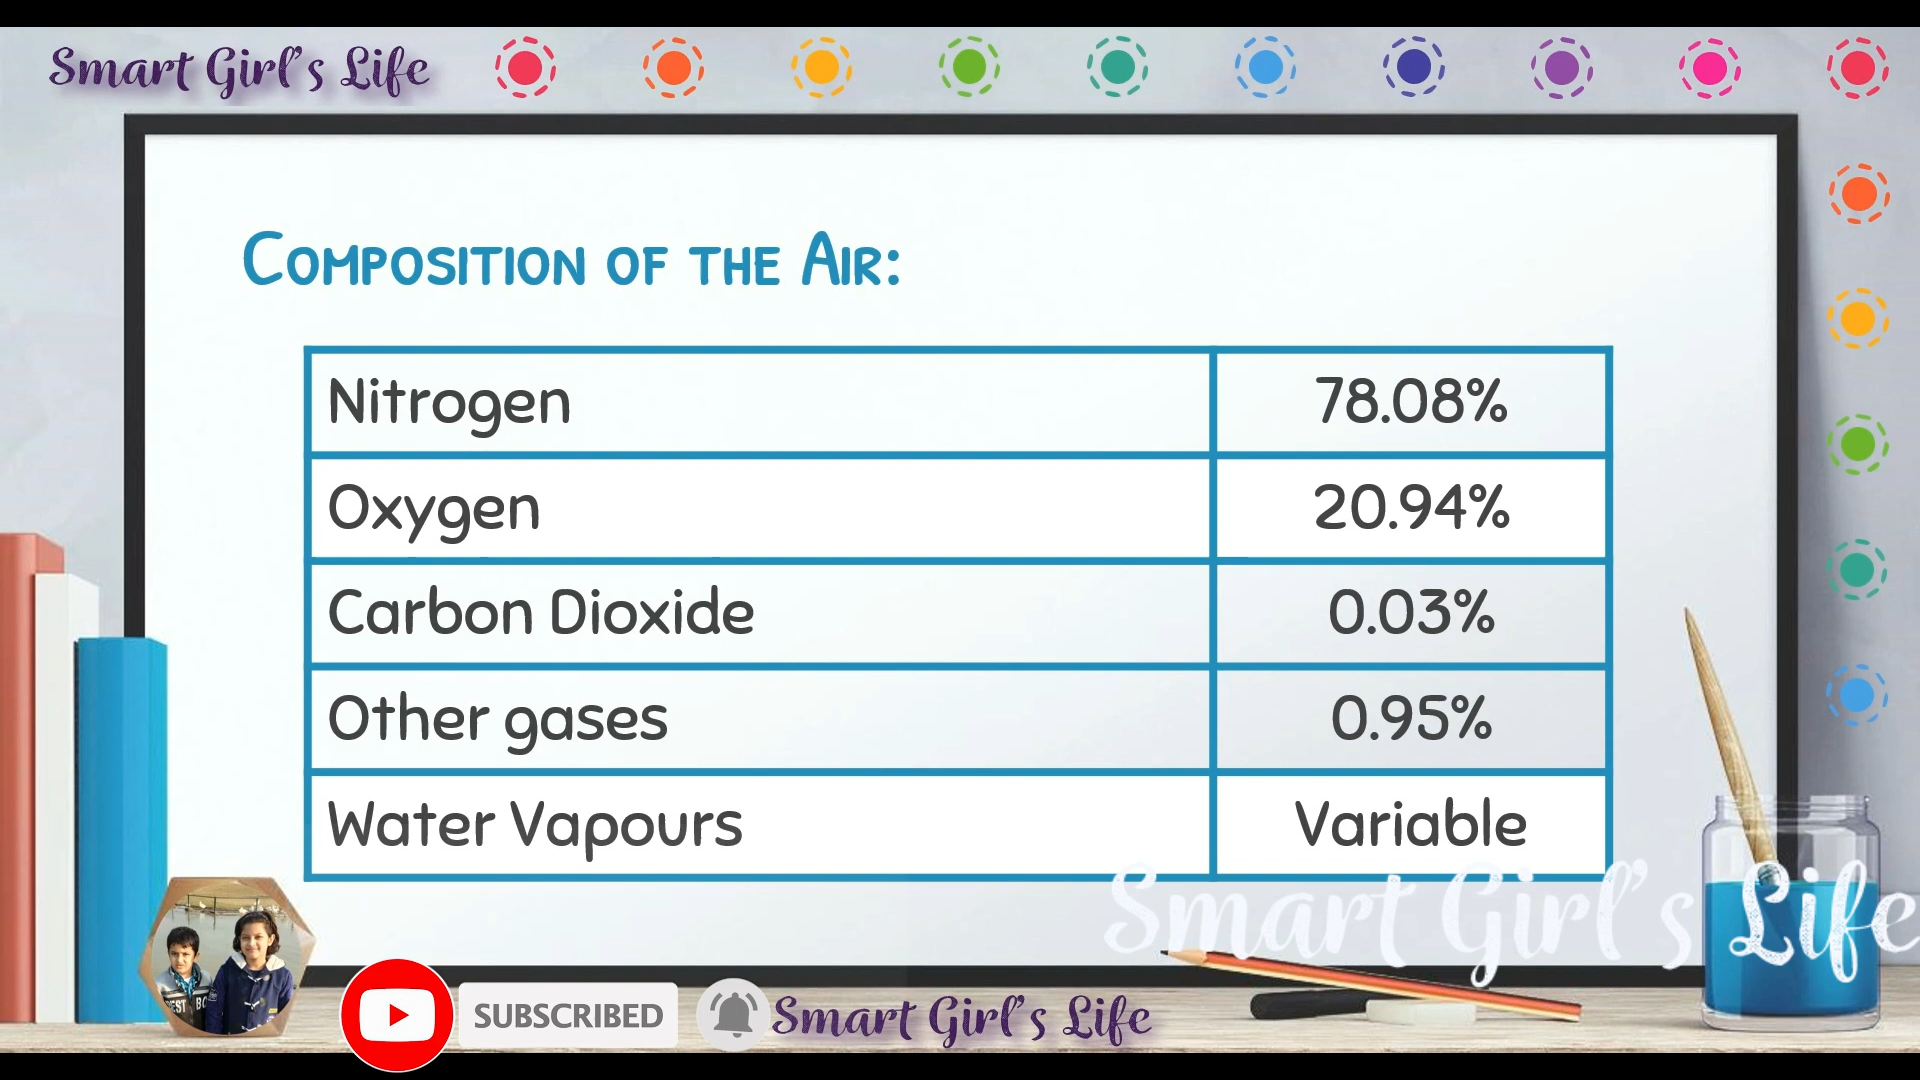 Smart Girl's Life
Composition of the Air:
Nitrogen 78.08%
Oxygen 20.94%
Carbon Dioxide 0.03%
Other gases 0.95%
Water Vapours Variable
Smart Girl's Life
SUBSCRIBED
Smart Girl's Life